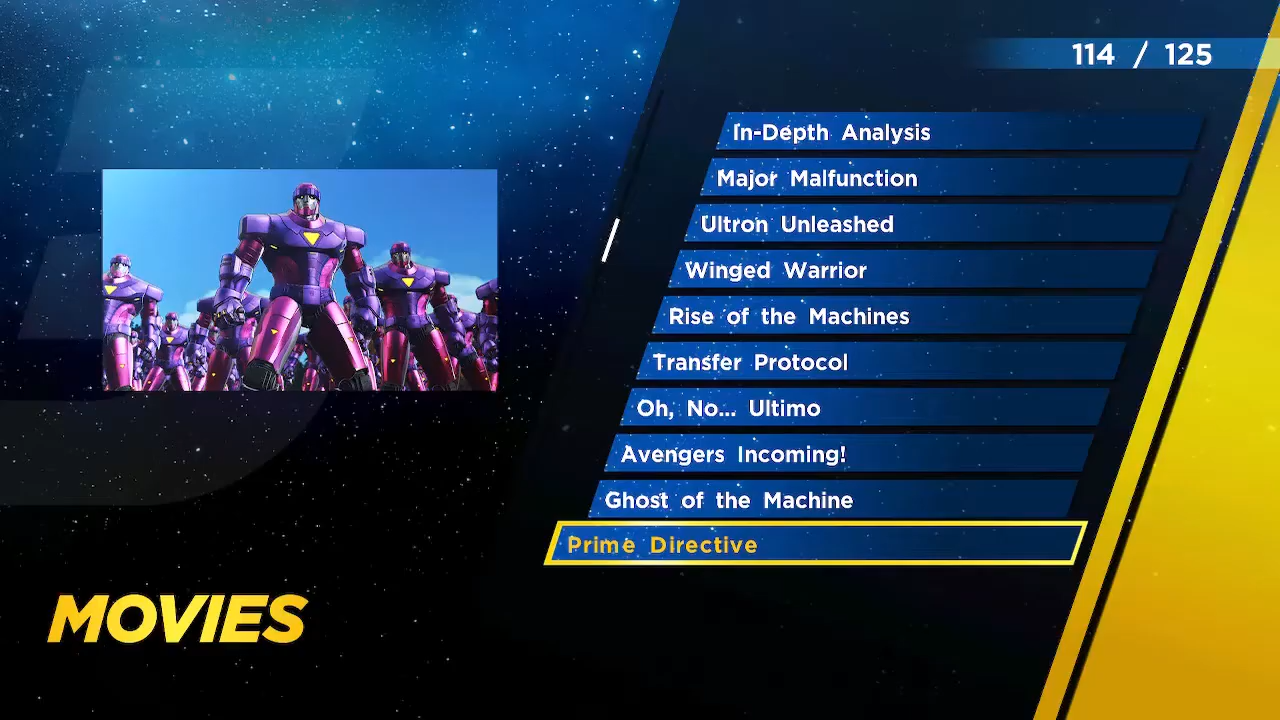 114 / 125
In-Depth Analysis
Major Malfunction
Ultron Unleashed
Winged Warrior
Rise of the Machines
Transfer Protocol
Oh, No... Ultimo
Avengers Incoming!
Ghost of the Machine
Prime Directive
MOVIES